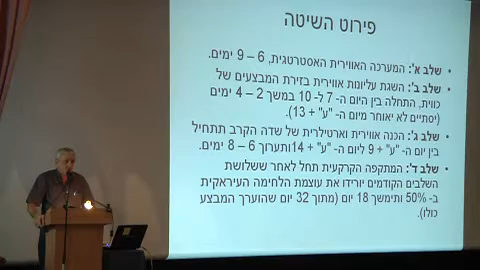 פירוט השיטה
• שלב א': המערכה האווירית האסטרטגית, 6 – 9 ימים.
• שלב ב': השגת עליונות אווירית בזירת המבצעים של
כווית, התחלה בין היום ה- 7 ל- 10 במשך 2 – 4 ימים
(יסתיים לא יאוחר מיום ה- "ע" + 13).
• שלב ג': הכנה אווירית וארטילרית של שדה הקרב תתחיל
בין יום ה- "ע" + 9 ליום ה- "ע" + 14 ותערוך 6 – 8 ימים.
• שלב ד': המתקפה הקרקעית תחל לאחר ששלושת
השלבים הקודמים יורידו את עוצמת הלחימה העיראקית
ב- 50% ותימשך 18 יום (מתוך 32 יום שהוערך המבצע
כולו).